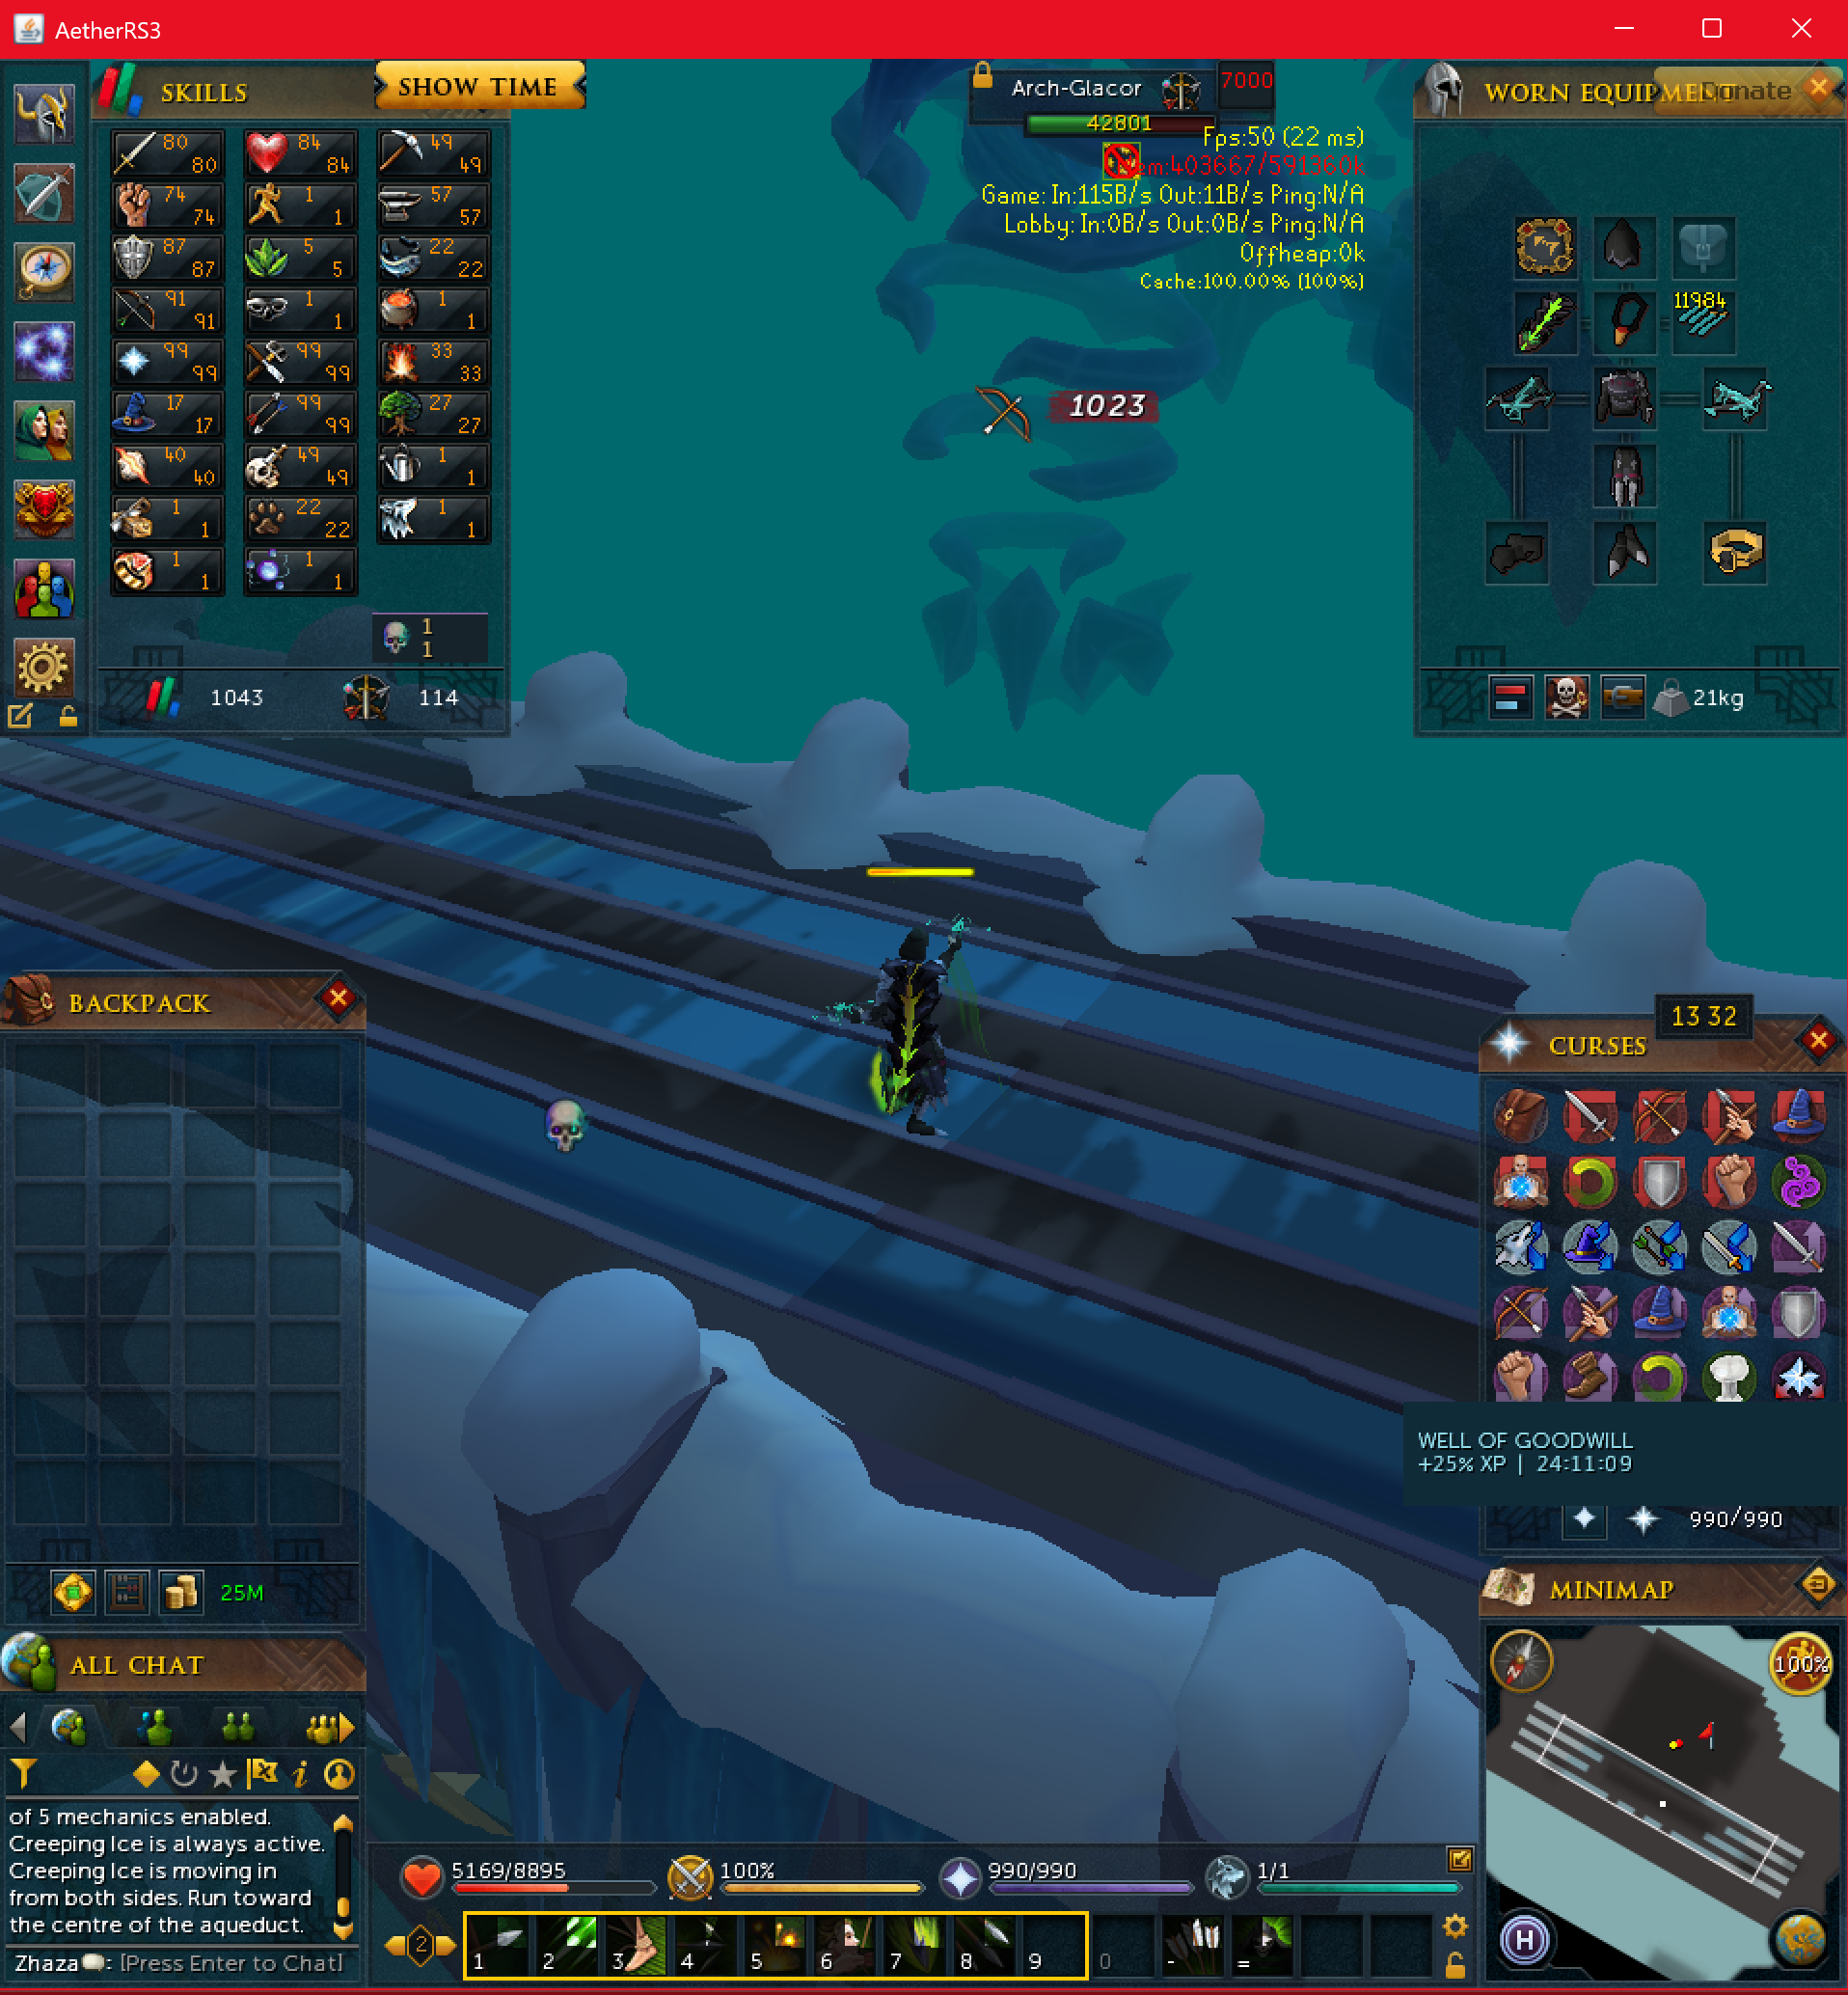 AetherRS3
SKILLS
SHOW TIME
80 80
84 84
49 49
74 74
1 1
57 57
87 87
5 5
22 22
91 91
1 1
1 1
99 99
99 99
33 33
17 17
99 99
27 27
40 40
49 49
1 1
1 1
22 22
1 1
1 1
1 1
1
1
1043
114
Arch-Glacor
7000
42801
Fps:50 (22 ms)
em:403667/591360k
Game: In:115B/s Out:11B/s Ping:N/A
Lobby: In:0B/s Out:0B/s Ping:N/A
Offheap:0k
Cache:100.00% (100%)
1023
WORN EQUIPMENT
Donate
11984
21kg
BACKPACK
25M
13 32
CURSES
WELL OF GOODWILL
+25% XP | 24:11:09
990/990
MINIMAP
N
100%
H
ALL CHAT
of 5 mechanics enabled.
Creeping Ice is always active.
Creeping Ice is moving in
from both sides. Run toward
the centre of the aqueduct.
Zhaza: [Press Enter to Chat]
5169/8895
100%
990/990
1/1
2
1 2 3 4 5 6 7 8 9 0 - =